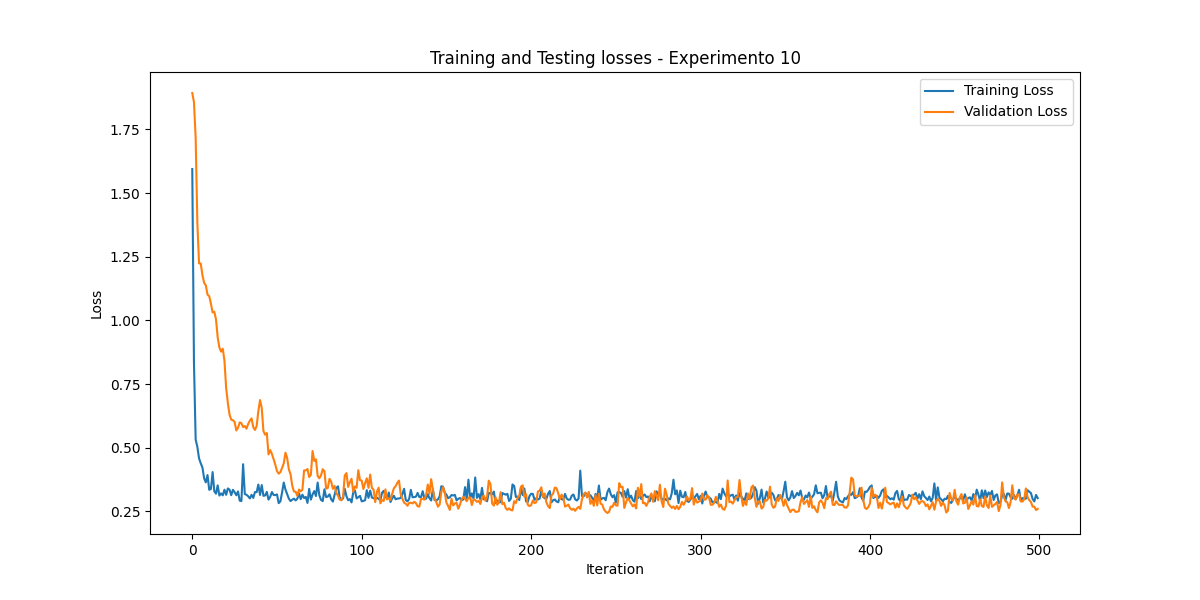 Training and Testing losses - Experimento 10
Training Loss
Validation Loss
1.75
1.50
1.25
1.00
0.75
0.50
0.25
Loss
0
100
200
300
400
500
Iteration